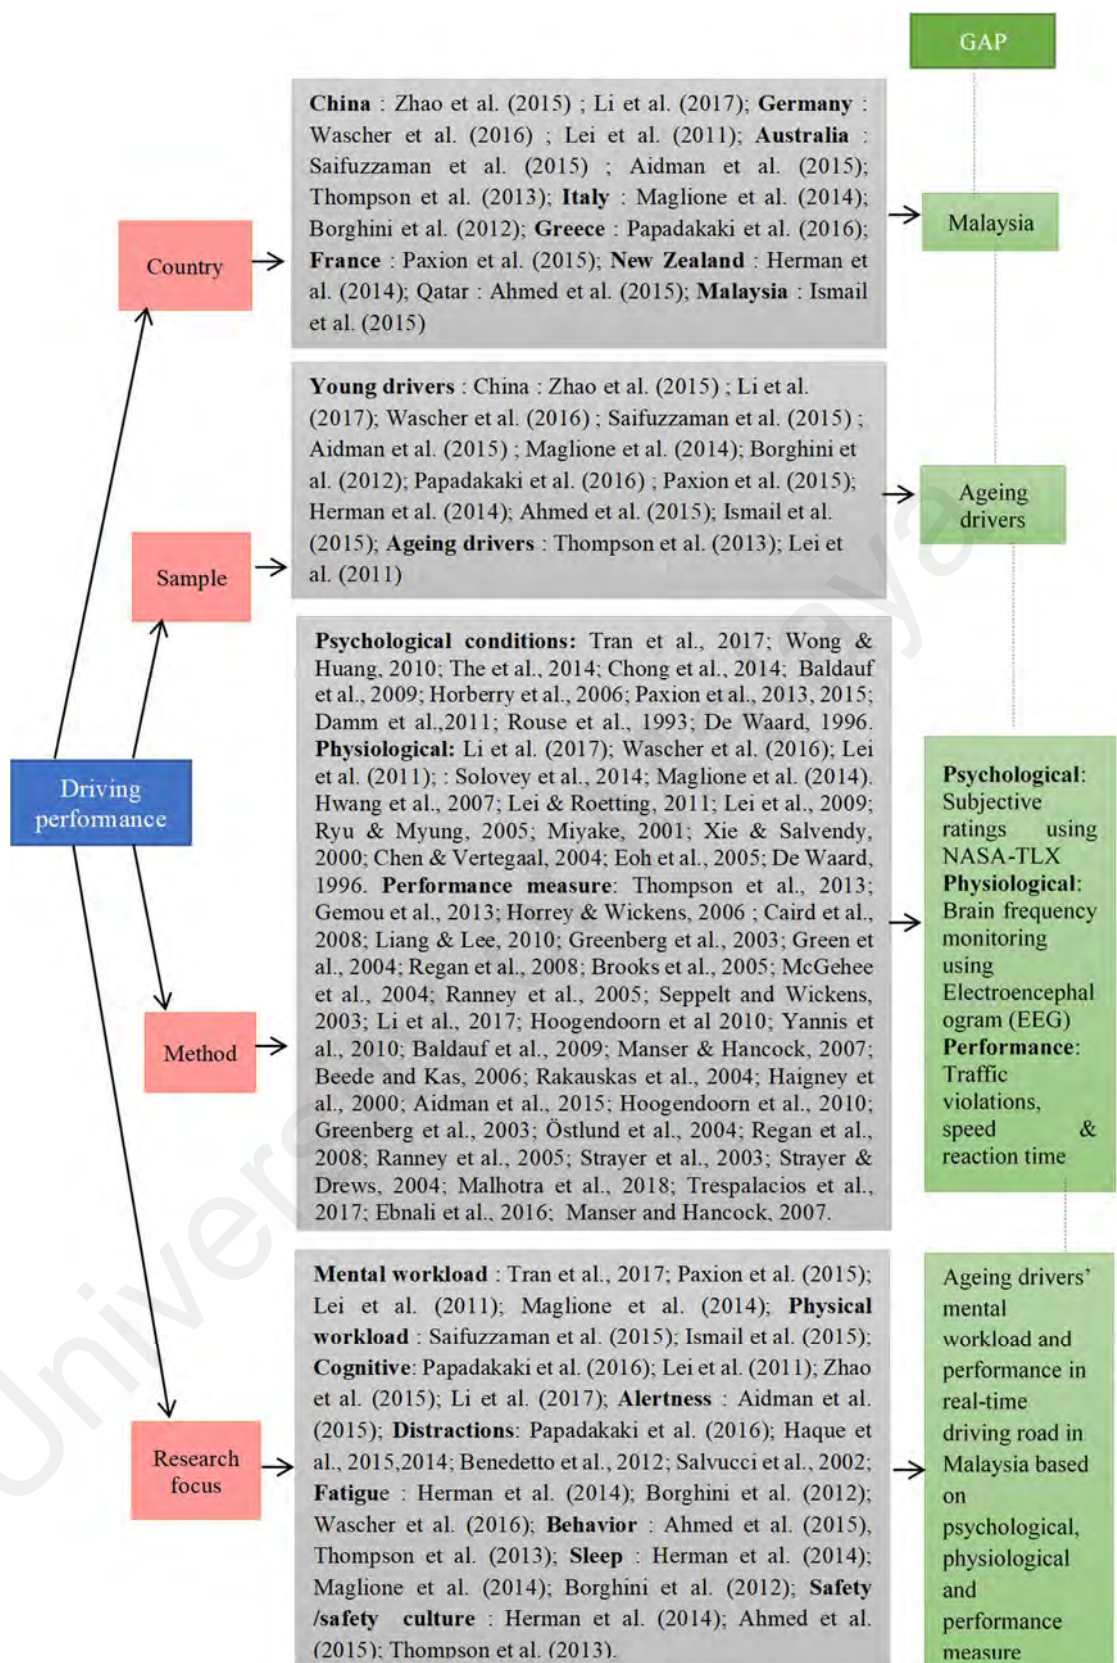 GAP
China : Zhao et al. (2015) ; Li et al. (2017); Germany :
Wascher et al. (2016) ; Lei et al. (2011); Australia :
Saifuzzaman et al. (2015) ; Aidman et al. (2015);
Thompson et al. (2013); Italy : Maglione et al. (2014);
Borghini et al. (2012); Greece : Papadakaki et al. (2016);
France : Paxion et al. (2015); New Zealand : Herman et
al. (2014); Qatar : Ahmed et al. (2015); Malaysia : Ismail
et al. (2015)
Country
Malaysia
Young drivers : China : Zhao et al. (2015) ; Li et al.
(2017); Wascher et al. (2016) ; Saifuzzaman et al. (2015) ;
Aidman et al. (2015) ; Maglione et al. (2014); Borghini et
al. (2012); Papadakaki et al. (2016) ; Paxion et al. (2015);
Herman et al. (2014); Ahmed et al. (2015); Ismail et al.
(2015); Ageing drivers : Thompson et al. (2013); Lei et
al. (2011)
Sample
Ageing
drivers
Driving
performance
Psychological conditions: Tran et al., 2017; Wong &
Huang, 2010; The et al., 2014; Chong et al., 2014; Baldauf
et al., 2009; Horberry et al., 2006; Paxion et al., 2013, 2015;
Damm et al.,2011; Rouse et al., 1993; De Waard, 1996.
Physiological: Li et al. (2017); Wascher et al. (2016); Lei
et al. (2011); : Solovey et al., 2014; Maglione et al. (2014).
Hwang et al., 2007; Lei & Roetting, 2011; Lei et al., 2009;
Ryu & Myung, 2005; Miyake, 2001; Xie & Salvendy,
2000; Chen & Vertegaal, 2004; Eoh et al., 2005; De Waard,
1996. Performance measure: Thompson et al., 2013;
Gemou et al., 2013; Horrey & Wickens, 2006 ; Caird et al.,
2008; Liang & Lee, 2010; Greenberg et al., 2003; Green et
al., 2004; Regan et al., 2008; Brooks et al., 2005; McGehee
et al., 2004; Ranney et al., 2005; Seppelt and Wickens,
2003; Li et al., 2017; Hoogendoorn et al 2010; Yannis et
al., 2010; Baldauf et al., 2009; Manser & Hancock, 2007;
Beede and Kas, 2006; Rakauskas et al., 2004; Haigney et
al., 2000; Aidman et al., 2015; Hoogendoorn et al., 2010;
Greenberg et al., 2003; Östlund et al., 2004; Regan et al.,
2008; Ranney et al., 2005; Strayer et al., 2003; Strayer &
Drews, 2004; Malhotra et al., 2018; Trespalacios et al.,
2017; Ebnali et al., 2016; Manser and Hancock, 2007.
Method
Psychological:
Subjective
ratings using
NASA-TLX
Physiological:
Brain frequency
monitoring
using
Electroencephal
ogram (EEG)
Performance:
Traffic
violations,
speed &
reaction time
Mental workload : Tran et al., 2017; Paxion et al. (2015);
Lei et al. (2011); Maglione et al. (2014); Physical
workload : Saifuzzaman et al. (2015); Ismail et al. (2015);
Cognitive: Papadakaki et al. (2016); Lei et al. (2011); Zhao
et al. (2015); Li et al. (2017); Alertness : Aidman et al.
(2015); Distractions: Papadakaki et al. (2016); Haque et
al., 2015,2014; Benedetto et al., 2012; Salvucci et al., 2002;
Fatigue : Herman et al. (2014); Borghini et al. (2012);
Wascher et al. (2016); Behavior : Ahmed et al. (2015),
Thompson et al. (2013); Sleep : Herman et al. (2014);
Maglione et al. (2014); Borghini et al. (2012); Safety
/safety culture : Herman et al. (2014); Ahmed et al.
(2015); Thompson et al. (2013).
Research
focus
Ageing drivers'
mental
workload and
performance in
real-time
driving road in
Malaysia based
on
psychological,
physiological
and
performance
measure